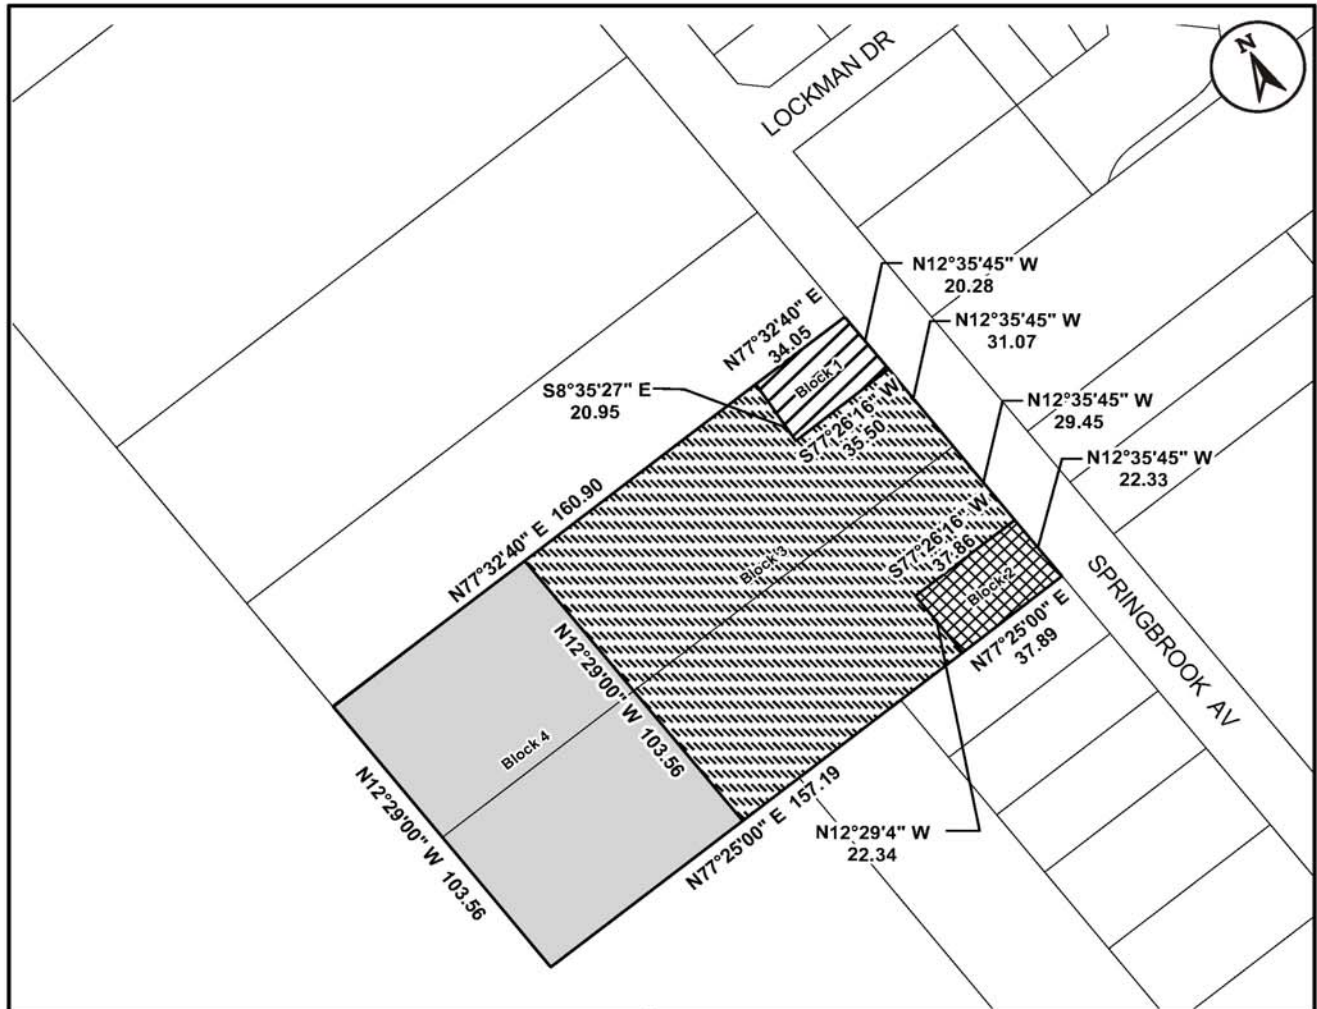 N
LOCKMAN DR
N12°35'45" W
20.28
N12°35'45" W
31.07
N77°32'40" E
34.05
Block 1
S8°35'27" E
20.95
S77°26'16" W
35.50
N12°35'45" W
29.45
N12°35'45" W
22.33
N77°32'40" E 160.90
S77°26'16" W
37.86
Block 3
Block 2
SPRINGBROOK AV
N77°25'00" E
37.89
N12°29'00" W 103.56
Block 4
N12°29'00" W 103.56
N77°25'00" E 157.19
N12°29'4" W
22.34